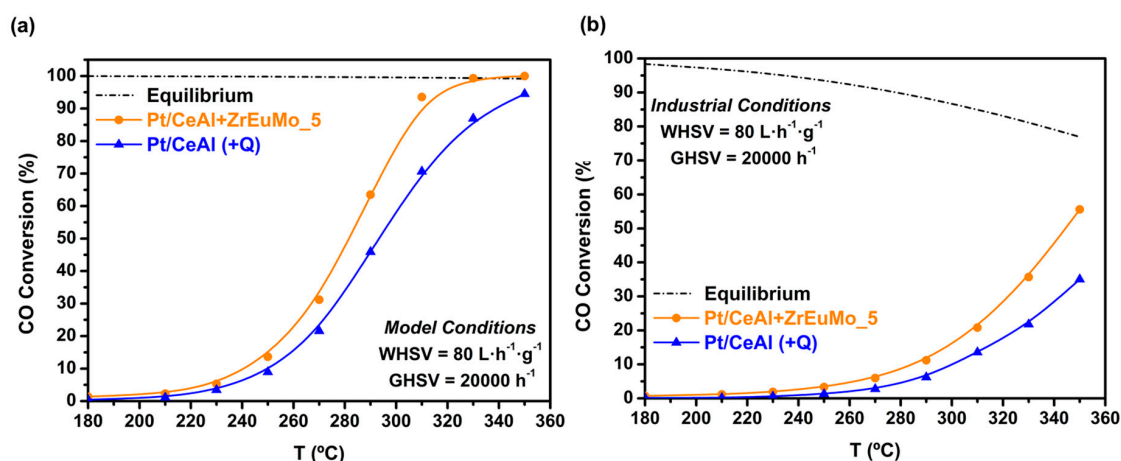 (a)
CO Conversion (%)
100
90
80
70
60
50
40
30
20
10
0
Equilibrium
Pt/CeAl+ZrEuMo_5
Pt/CeAl (+Q)
Model Conditions
WHSV = 80 L·h-1·g-1
GHSV = 20000 h-1
180 200 220 240 260 280 300 320 340 360
T (ºC)
(b)
CO Conversion (%
100
90
80
70
60
50
40
30
20
10
0
Industrial Conditions
WHSV = 80 L·h-1·g-1
GHSV = 20000 h-1
Equilibrium
Pt/CeAl+ZrEuMo_5
Pt/CeAl (+Q)
180 200 220 240 260 280 300 320 340 360
T (ºC)